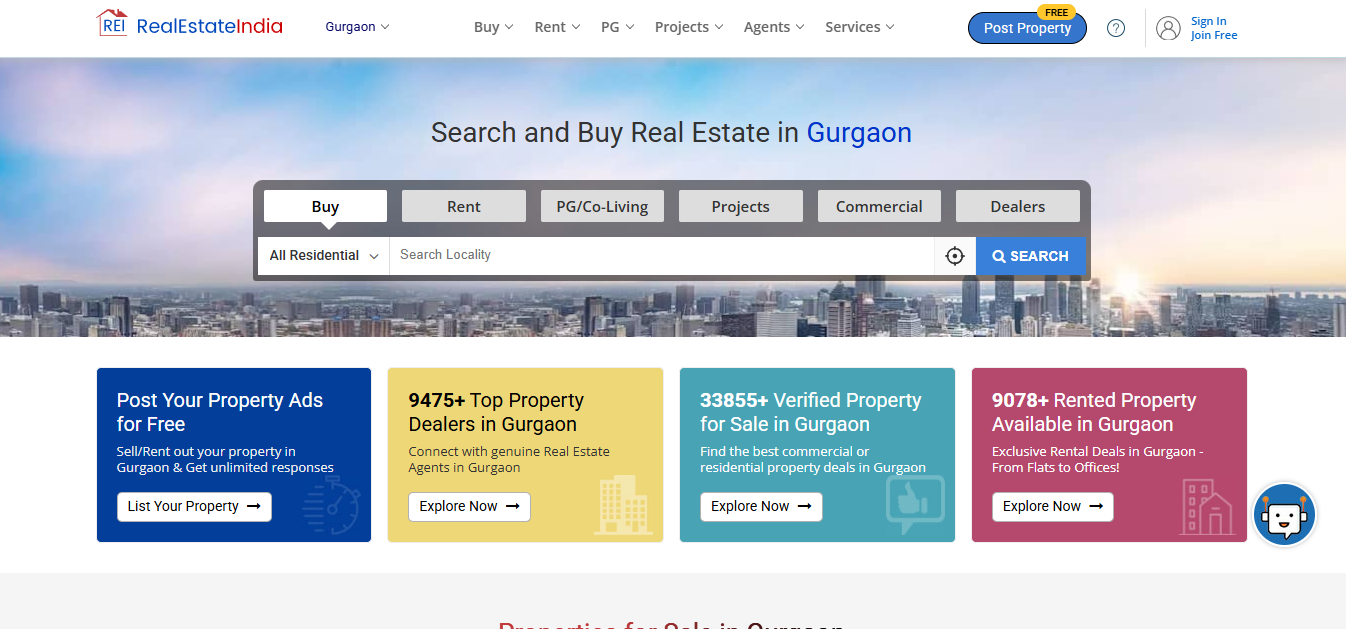 REI RealEstateIndia
Gurgaon
Buy
Rent
PG
Projects
Agents
Services
FREE
Post Property
?
Sign In
Join Free
Search and Buy Real Estate in Gurgaon
Buy
Rent
PG/Co-Living
Projects
Commercial
Dealers
All Residential
Search Locality
SEARCH
Post Your Property Ads
for Free
Sell/Rent out your property in
Gurgaon & Get unlimited responses
List Your Property
9475+ Top Property
Dealers in Gurgaon
Connect with genuine Real Estate
Agents in Gurgaon
Explore Now
33855+ Verified Property
for Sale in Gurgaon
Find the best commercial or
residential property deals in Gurgaon
Explore Now
9078+ Rented Property
Available in Gurgaon
Exclusive Rental Deals in Gurgaon -
From Flats to Offices!
Explore Now
Properties for Sale in Gurgaon